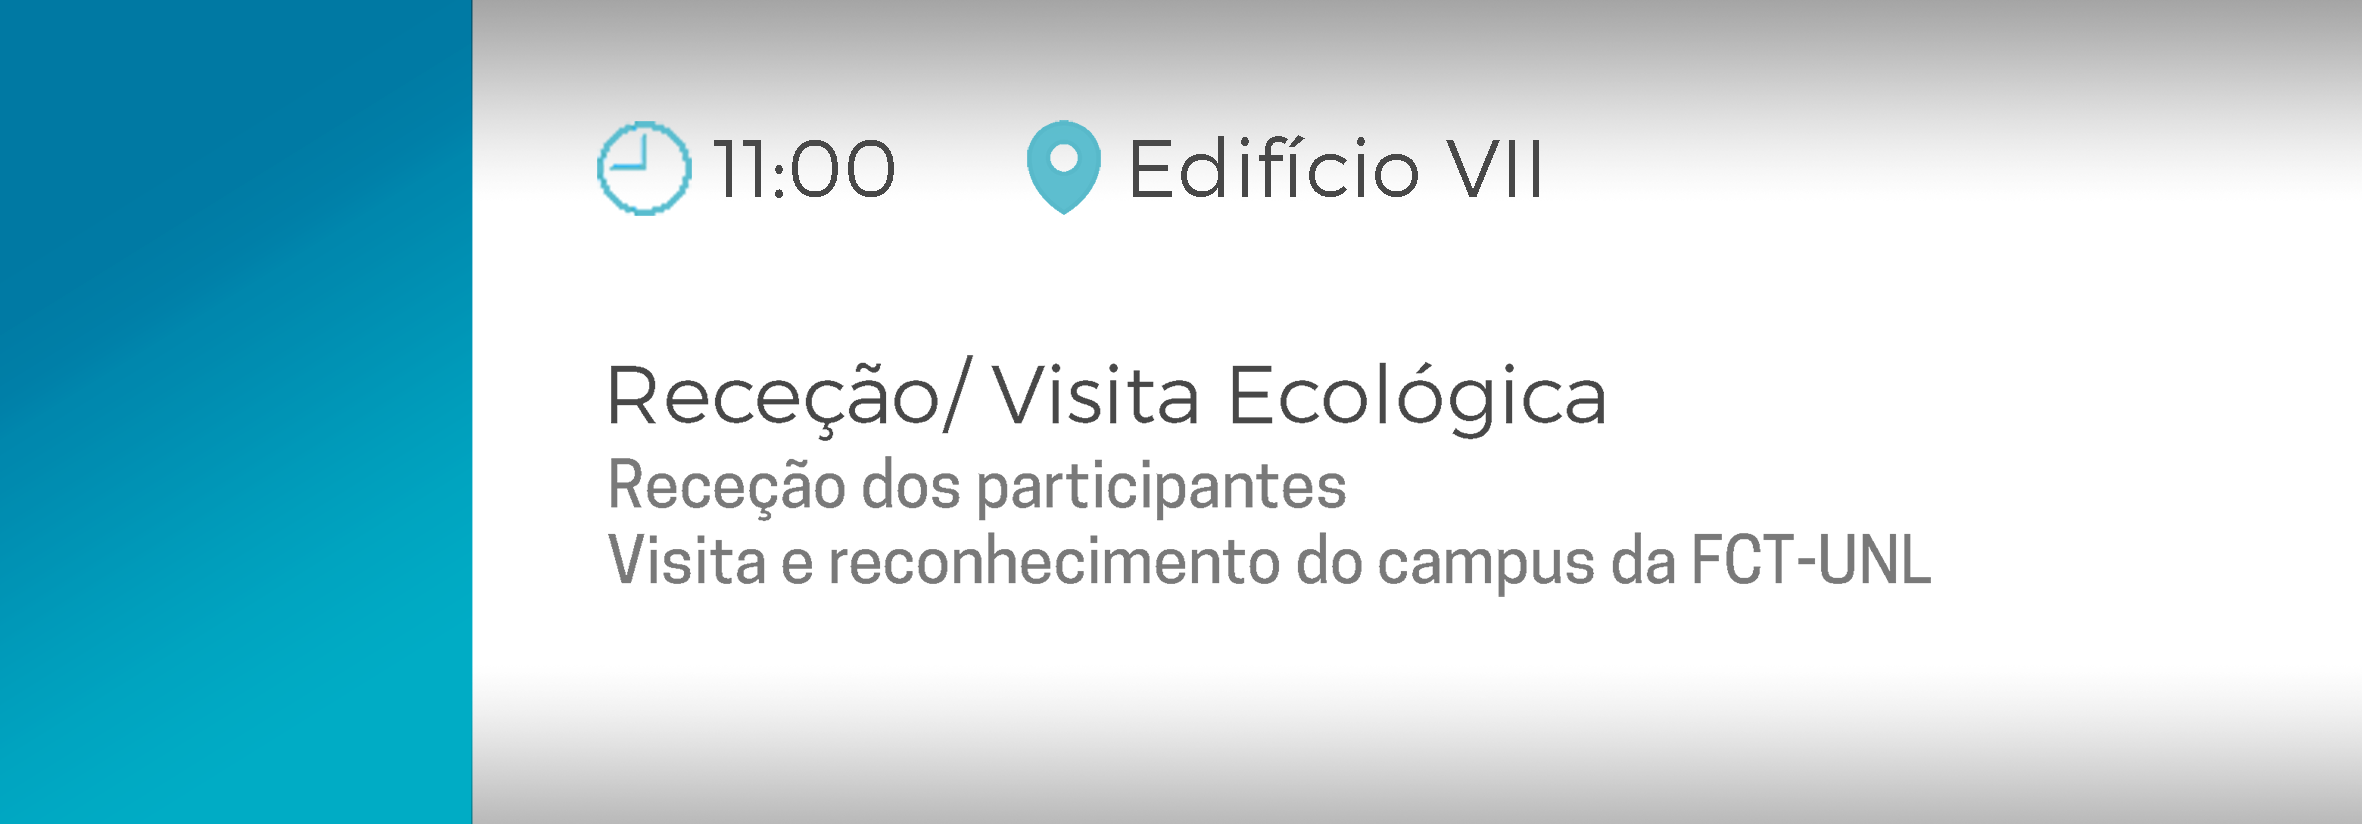 11:00 Edifício VII
Receção/ Visita Ecológica
Receção dos participantes
Visita e reconhecimento do campus da FCT-UNL